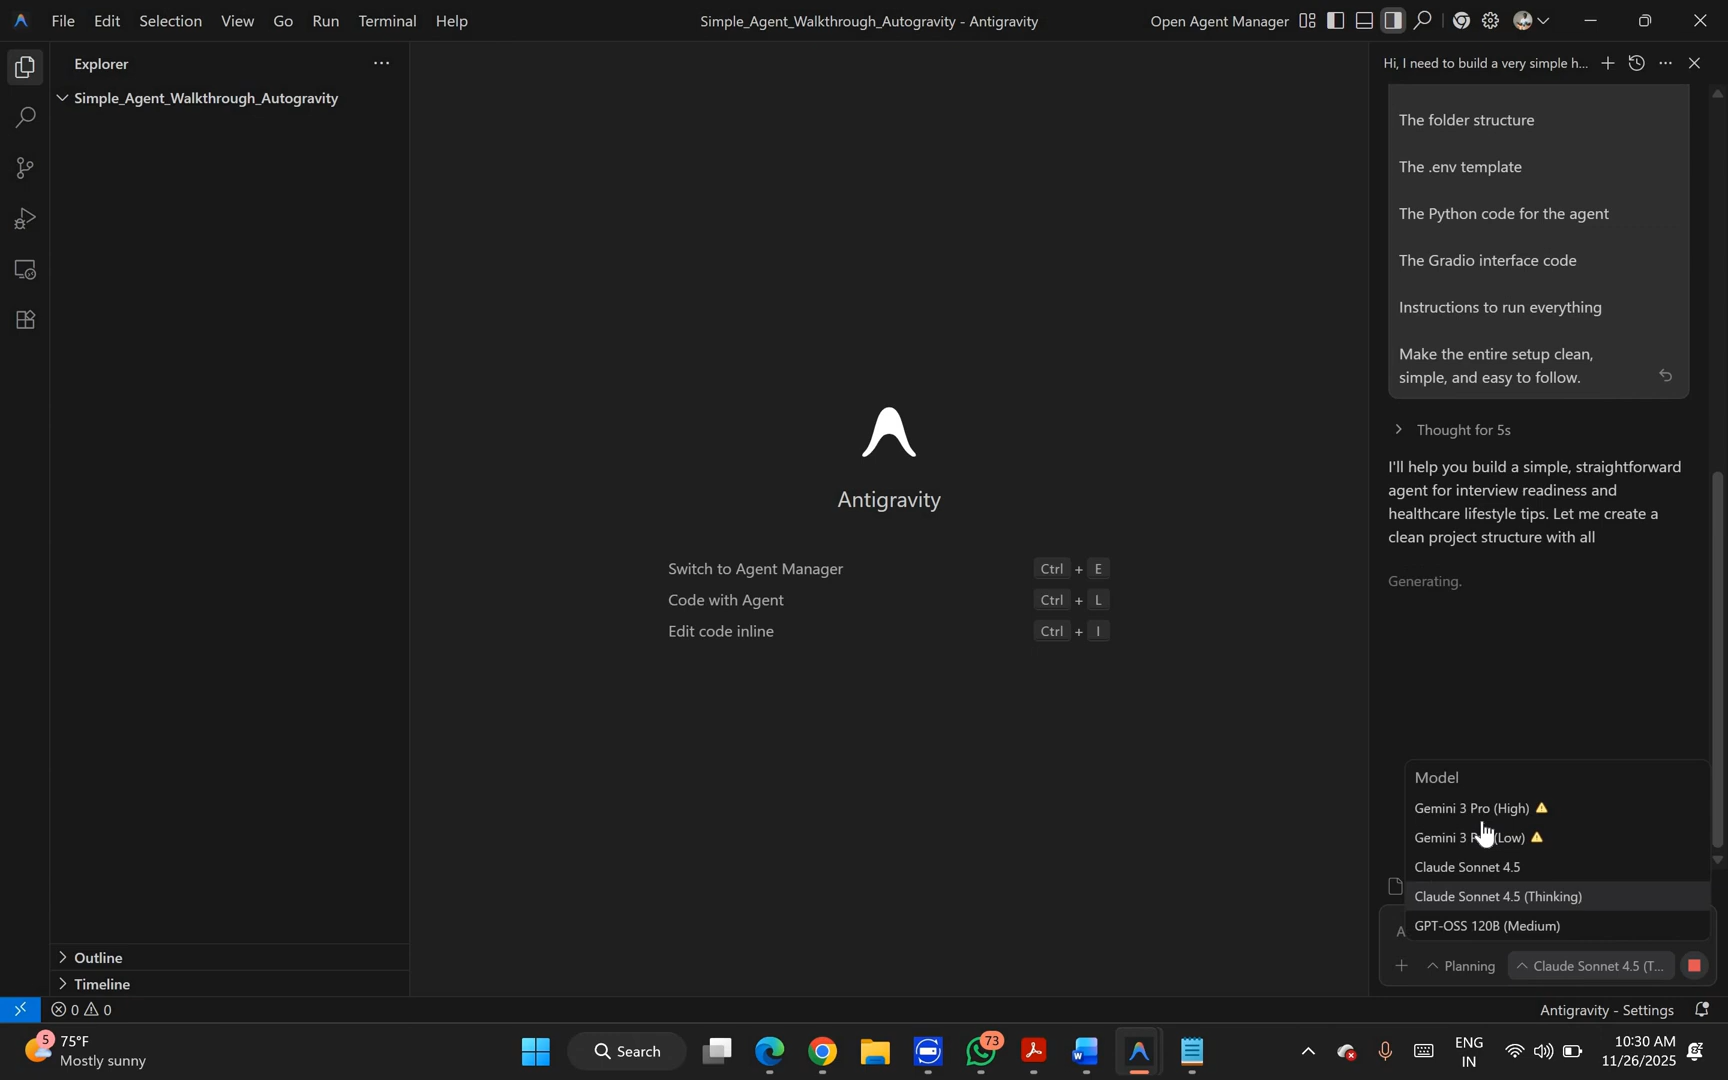 File Edit Selection View Go Run Terminal Help
Simple_Agent_Walkthrough_Autogravity - Antigravity
Open Agent Manager
Explorer
Simple_Agent_Walkthrough_Autogravity
Antigravity
Switch to Agent Manager Ctrl + E
Code with Agent Ctrl + L
Edit code inline Ctrl + I
Outline
Timeline
Hi, I need to build a very simple h...
The folder structure
The .env template
The Python code for the agent
The Gradio interface code
Instructions to run everything
Make the entire setup clean,
simple, and easy to follow.
Thought for 5s
I'll help you build a simple, straightforward
agent for interview readiness and
healthcare lifestyle tips. Let me create a
clean project structure with all
Generating.
Model
Gemini 3 Pro (High)
Gemini 3 (Low)
Claude Sonnet 4.5
Claude Sonnet 4.5 (Thinking)
GPT-OSS 120B (Medium)
A
Planning Claude Sonnet 4.5 (T...
0 0
Antigravity - Settings
5 75°F
Mostly sunny
Search
73
ENG
IN
10:30 AM
11/26/2025